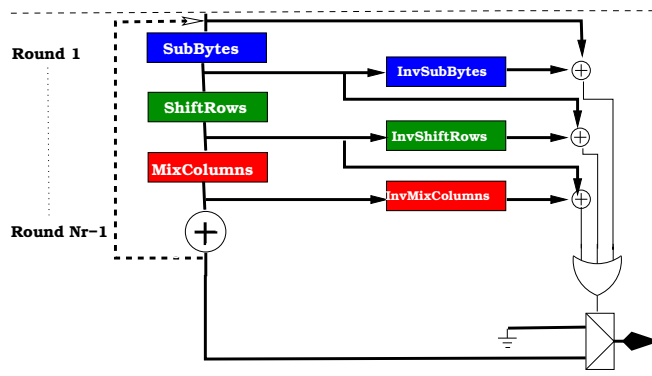 SubBytes
Round 1
InvSubBytes
ShiftRows
InvShiftRows
MixColumns
InvMixColumns
Round Nr-1